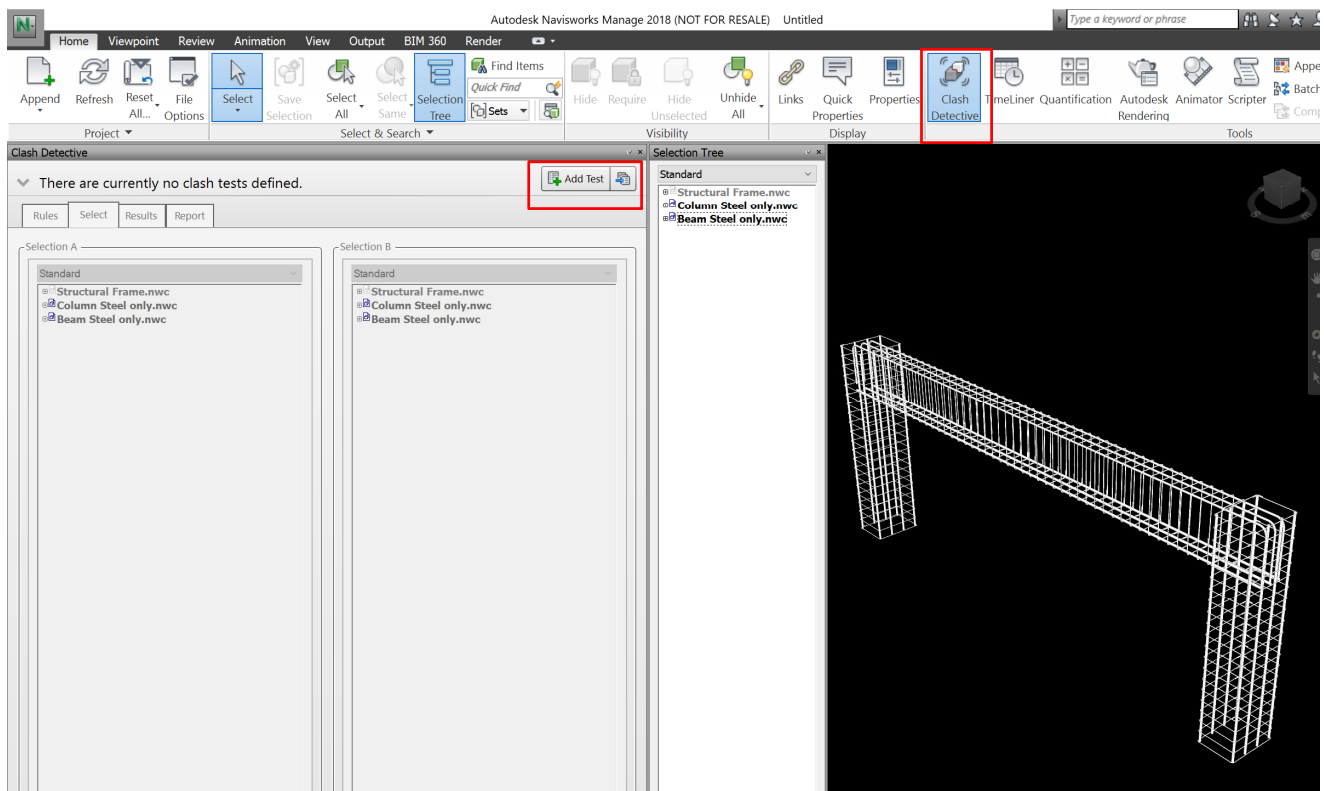 Autodesk Navisworks Manage 2018 (NOT FOR RESALE) Untitled
Type a keyword or phrase
Home Viewpoint Review Animation View Output BIM 360 Render
Append
Refresh
Reset All...
File Options
Project
Select
Save Selection
Select All
Select Same
Selection Tree
Find Items
Quick Find
Sets
Select & Search
Hide
Require
Hide Unselected
Unhide All
Visibility
Links
Quick Properties
Properties
Display
Clash Detective
TimeLiner
Quantification
Autodesk Rendering
Animator
Scripter
Appe
Batch
Comp
Tools
Clash Detective
There are currently no clash tests defined.
Add Test
Rules Select Results Report
Selection A
Standard
Structural Frame.nwc
Column Steel only.nwc
Beam Steel only.nwc
Selection B
Standard
Structural Frame.nwc
Column Steel only.nwc
Beam Steel only.nwc
Selection Tree
Standard
Structural Frame.nwc
Column Steel only.nwc
Beam Steel only.nwc